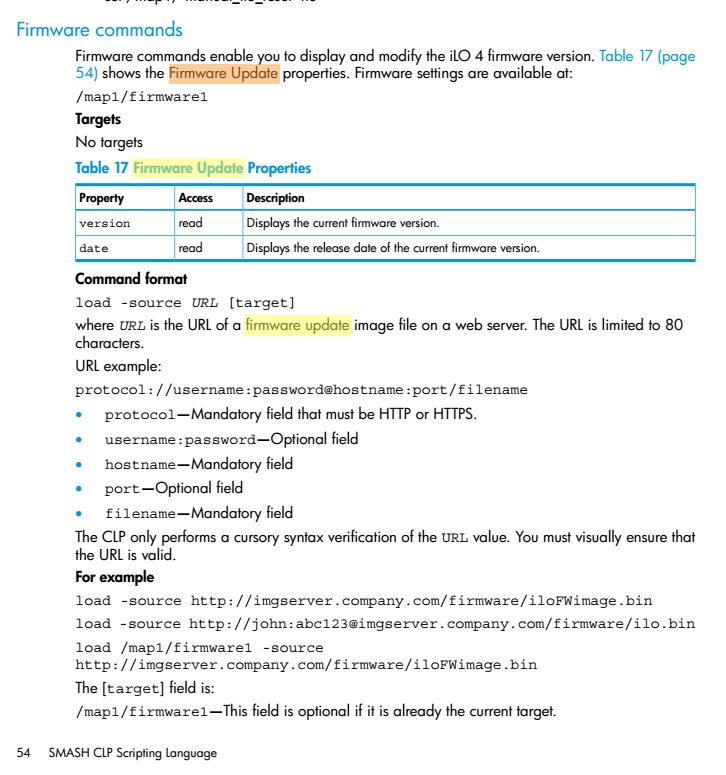 Firmware commands
Firmware commands enable you to display and modify the iLO 4 firmware version. Table 17 (page
54) shows the Firmware Update properties. Firmware settings are available at:
/map1/firmware1
Targets
No targets
Table 17 Firmware Update Properties
Property Access Description
version read Displays the current firmware version.
date read Displays the release date of the current firmware version.
Command format
load -source URL [target]
where URL is the URL of a firmware update image file on a web server. The URL is limited to 80
characters.
URL example:
protocol://username:password@hostname:port/filename
• protocol—Mandatory field that must be HTTP or HTTPS.
• username:password—Optional field
• hostname—Mandatory field
• port—Optional field
• filename—Mandatory field
The CLP only performs a cursory syntax verification of the URL value. You must visually ensure that
the URL is valid.
For example
load -source http://imgserver.company.com/firmware/iloFWimage.bin
load -source http://john:abc123@imgserver.company.com/firmware/ilo.bin
load /map1/firmware1 -source
http://imgserver.company.com/firmware/iloFWimage.bin
The [target] field is:
/map1/firmware1—This field is optional if it is already the current target.
54 SMASH CLP Scripting Language